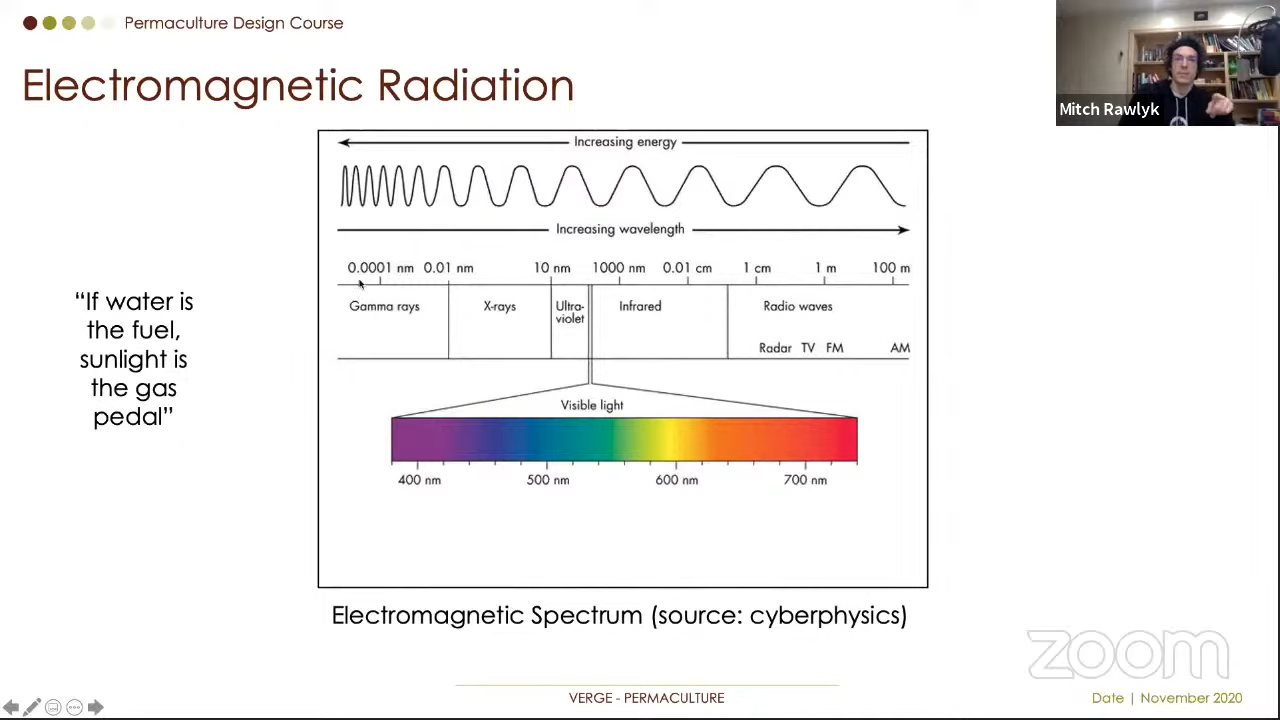 Permaculture Design Course
Electromagnetic Radiation
Mitch Rawlyk
Increasing energy
Increasing wavelength
0.0001 nm 0.01 nm 10 nm 1000 nm 0.01 cm 1 cm 1 m 100 m
Gamma rays X-rays Ultra-
violet Infrared Radio waves
Radar TV FM AM
Visible light
400 nm 500 nm 600 nm 700 nm
“If water is
the fuel,
sunlight is
the gas
pedal”
Electromagnetic Spectrum (source: cyberphysics)
zoom
VERGE - PERMACULTURE
Date | November 2020